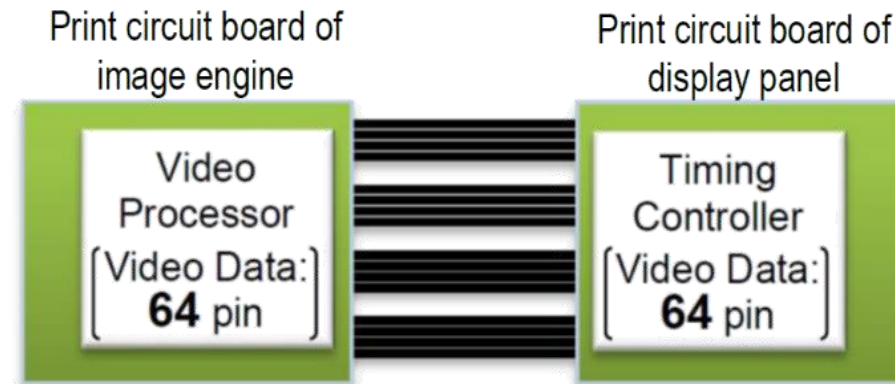 Print circuit board of
image engine
Print circuit board of
display panel
Video
Processor
Video Data:
64 pin
Timing
Controller
Video Data:
64 pin